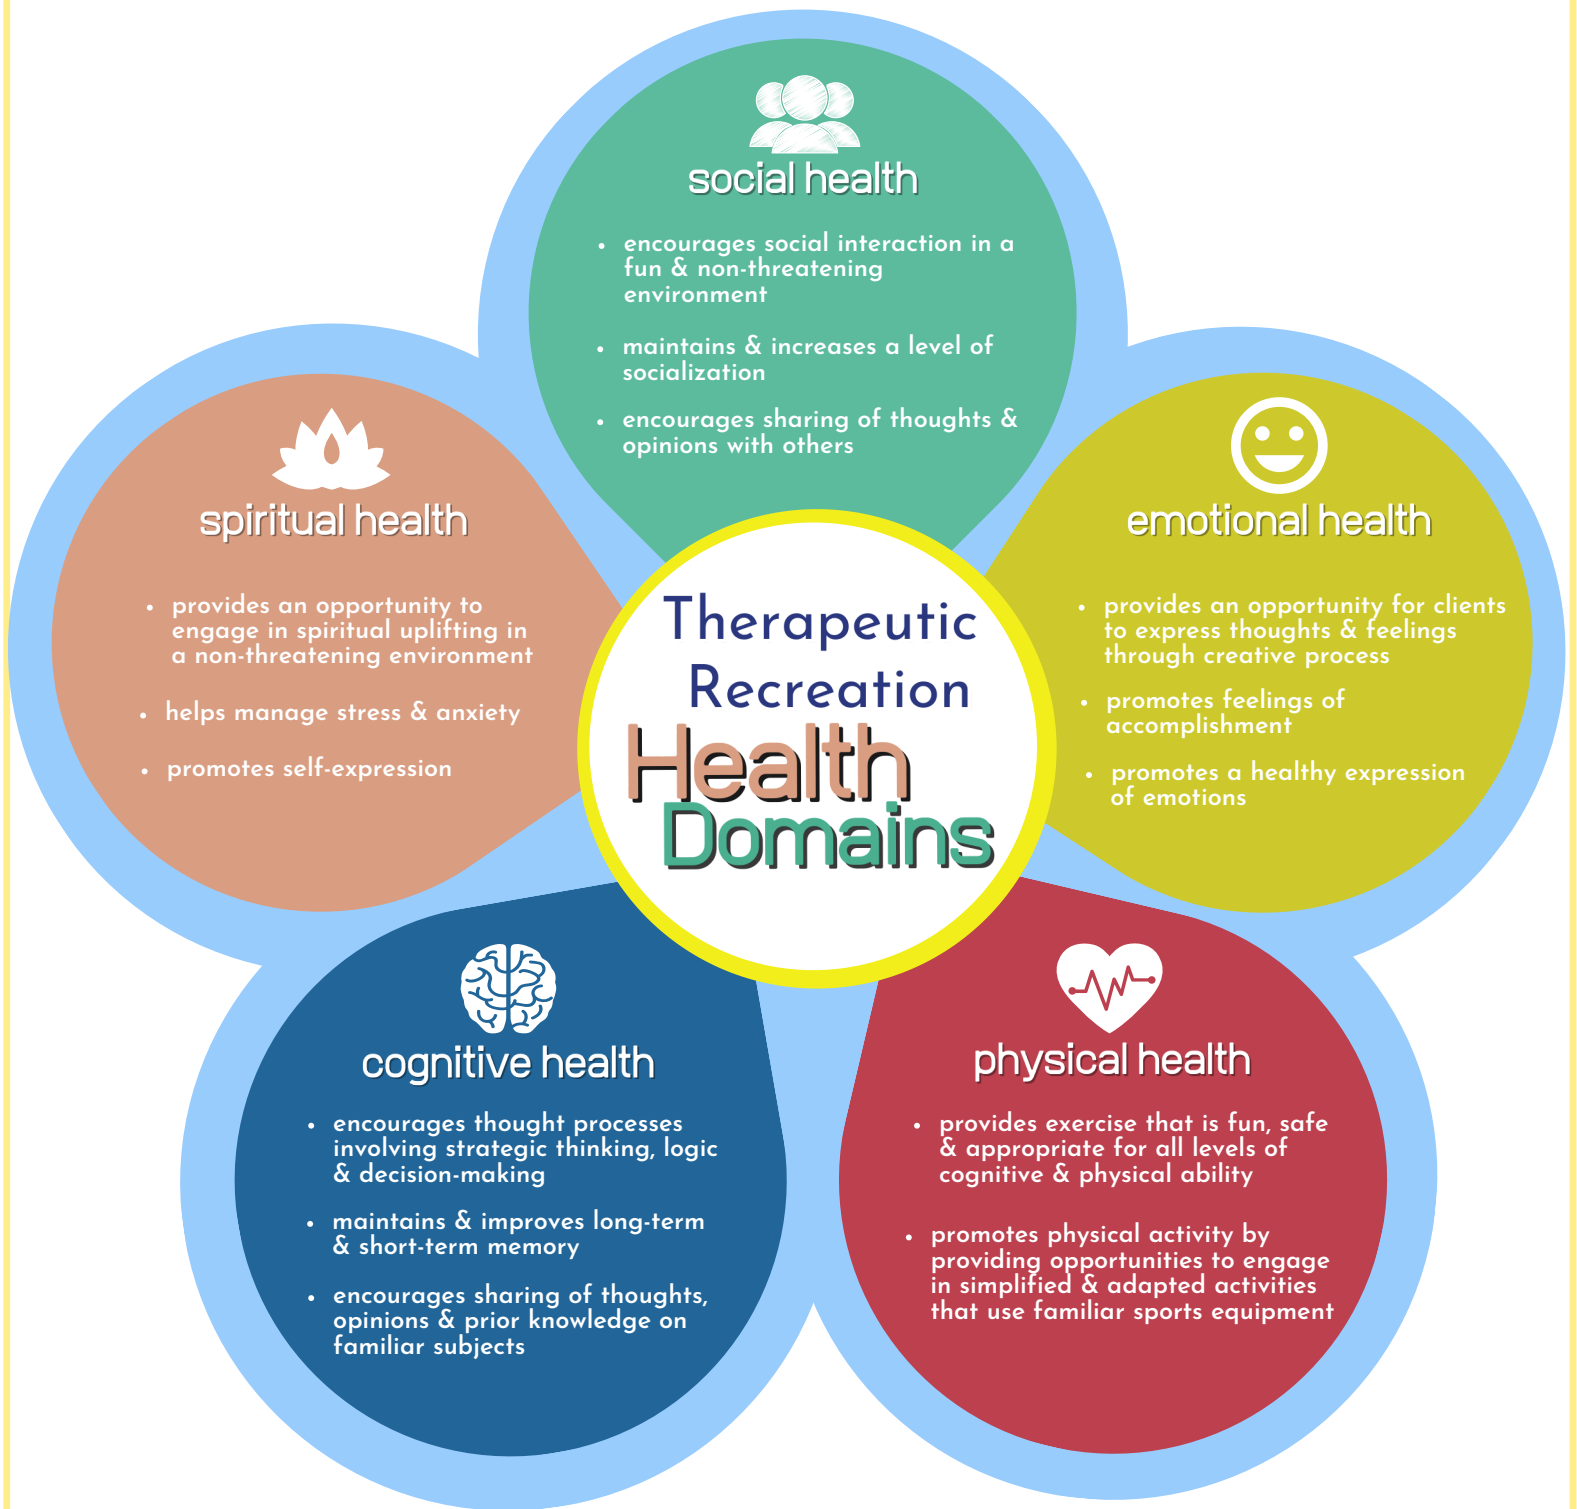 social health
• encourages social interaction in a
fun & non-threatening
environment
• maintains & increases a level of
socialization
• encourages sharing of thoughts &
opinions with others
spiritual health
• provides an opportunity to
engage in spiritual uplifting in
a non-threatening environment
• helps manage stress & anxiety
• promotes self-expression
Therapeutic
Recreation
Health
Domains
emotional health
• provides an opportunity for clients
to express thoughts & feelings
through creative process
• promotes feelings of
accomplishment
• promotes a healthy expression
of emotions
cognitive health
• encourages thought processes
involving strategic thinking, logic
& decision-making
• maintains & improves long-term
& short-term memory
• encourages sharing of thoughts,
opinions & prior knowledge on
familiar subjects
physical health
• provides exercise that is fun, safe
& appropriate for all levels of
cognitive & physical ability
• promotes physical activity by
providing opportunities to engage
in simplified & adapted activities
that use familiar sports equipment